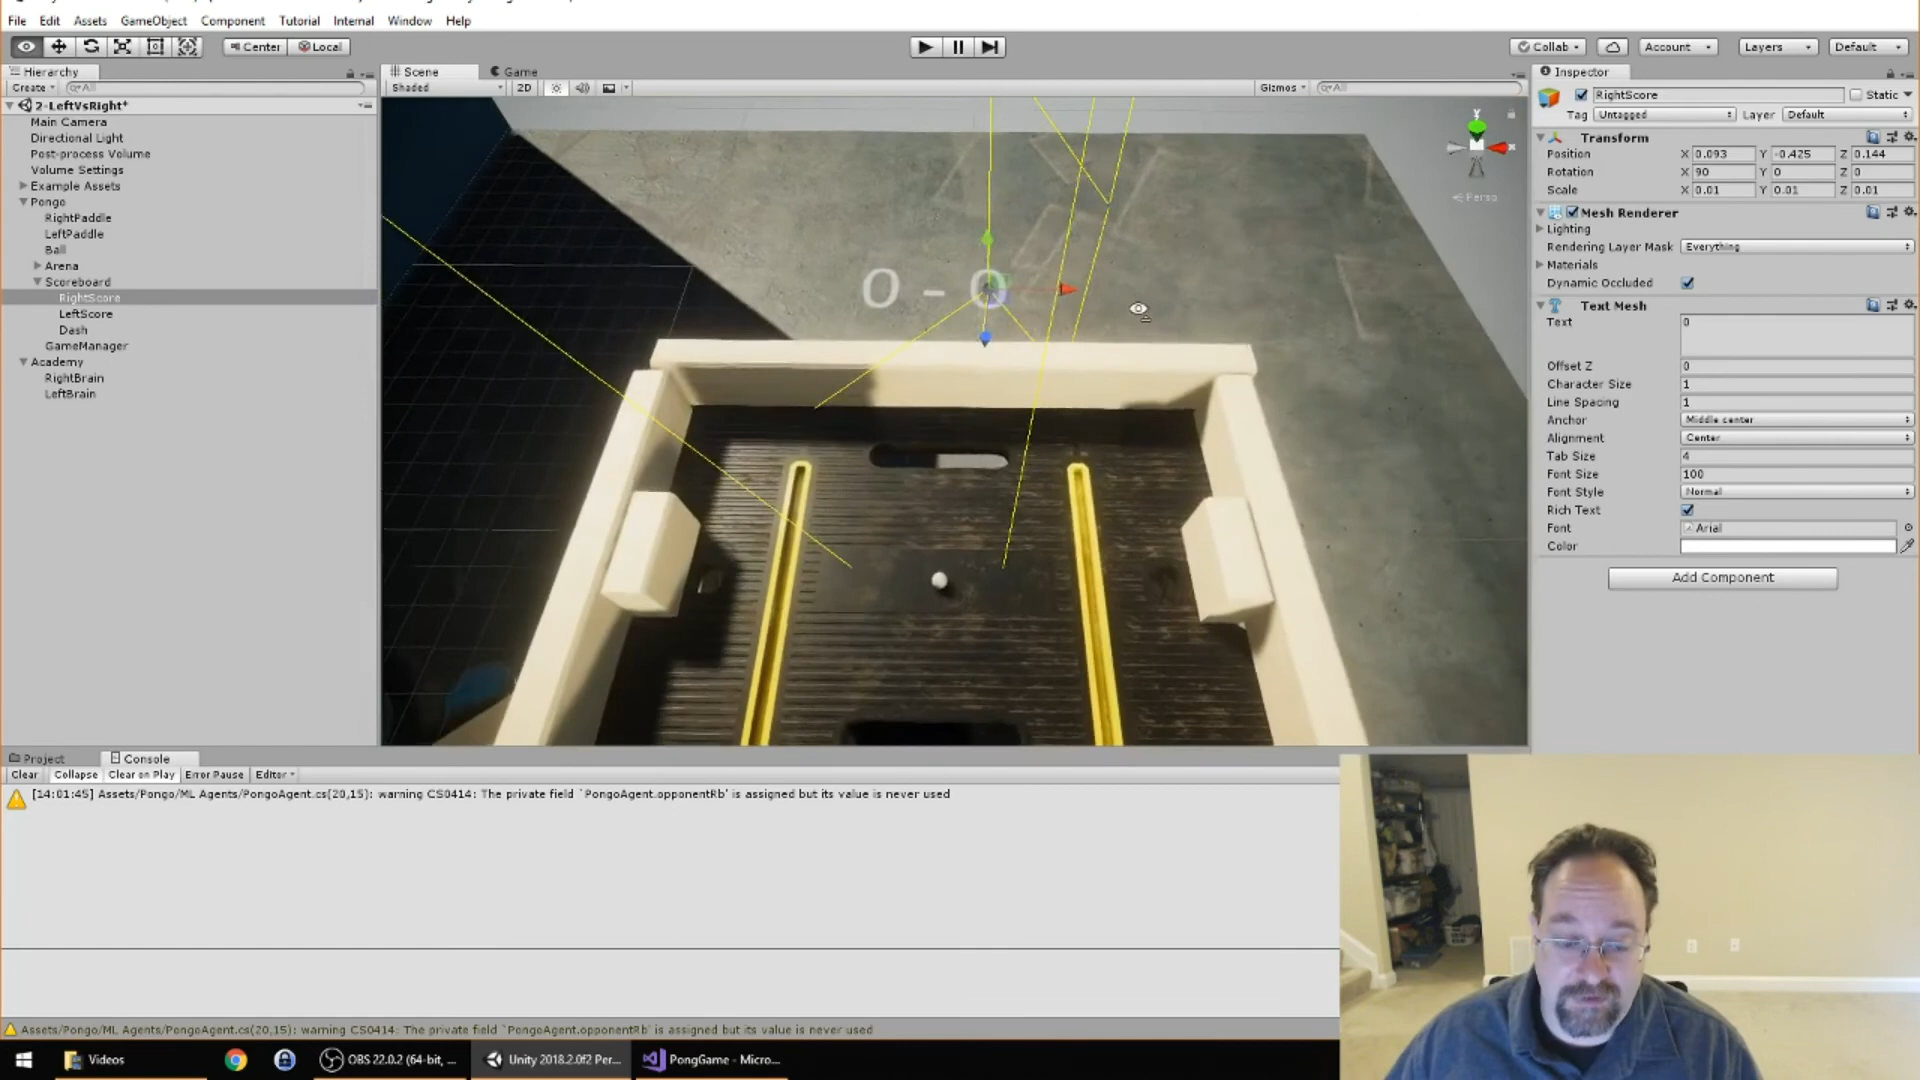 File Edit Assets GameObject Component Tutorial Internal Window Help
Center Local Collab Account Layers Default
Hierarchy
Create All
2-LeftVsRight*
Main Camera
Directional Light
Post-process Volume
Volume Settings
Example Assets
Pongo
RightPaddle
LeftPaddle
Ball
Arena
Scoreboard
RightScore
LeftScore
Dash
GameManager
Academy
RightBrain
LeftBrain
Scene Game
Shaded 2D Gizmos All
Y
X
Persp
0 - 0
Inspector
RightScore Static
Tag Untagged Layer Default
Transform
Position X 0.093 Y -0.425 Z 0.144
Rotation X 90 Y 0 Z 0
Scale X 0.01 Y 0.01 Z 0.01
Mesh Renderer
Lighting
Rendering Layer Mask Everything
Materials
Dynamic Occluded
Text Mesh
Text 0
Offset Z 0
Character Size 1
Line Spacing 1
Anchor Middle center
Alignment Center
Tab Size 4
Font Size 100
Font Style Normal
Rich Text
Font Arial
Color
Add Component
Project Console
Clear Collapse Clear on Play Error Pause Editor
[14:01:45] Assets/Pongo/ML Agents/PongoAgent.cs(20,15): warning CS0414: The private field `PongoAgent.opponentRb' is assigned but its value is never used
Assets/Pongo/ML Agents/PongoAgent.cs(20,15): warning CS0414: The private field `PongoAgent.opponentRb' is assigned but its value is never used
Videos OBS 22.0.2 (64-bit, ... Unity 2018.2.0f2 Per... PongGame - Micro...